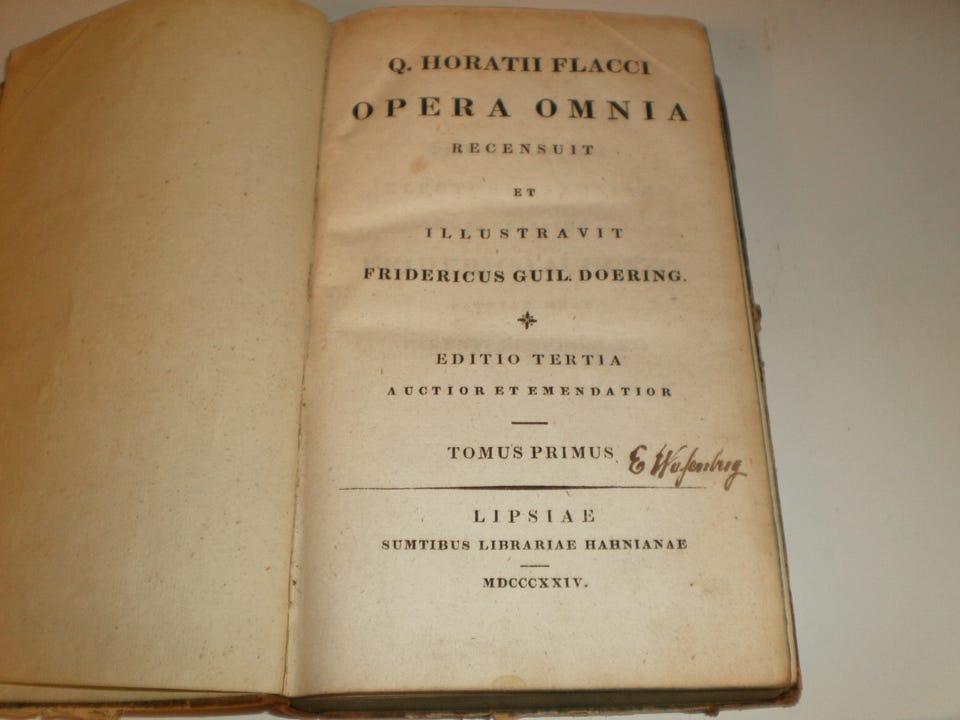 Q. HORATII FLACCI
OPERA OMNIA
RECENSUIT
ET
ILLUSTRAVIT
FRIDERICUS GUIL. DOERING.
EDITIO TERTIA
AUCTIOR ET EMENDATIOR
TOMUS PRIMUS
E
LIPSIAE
SUMTIBUS LIBRARIAE HAHNIANAE
MDCCCXXIV.